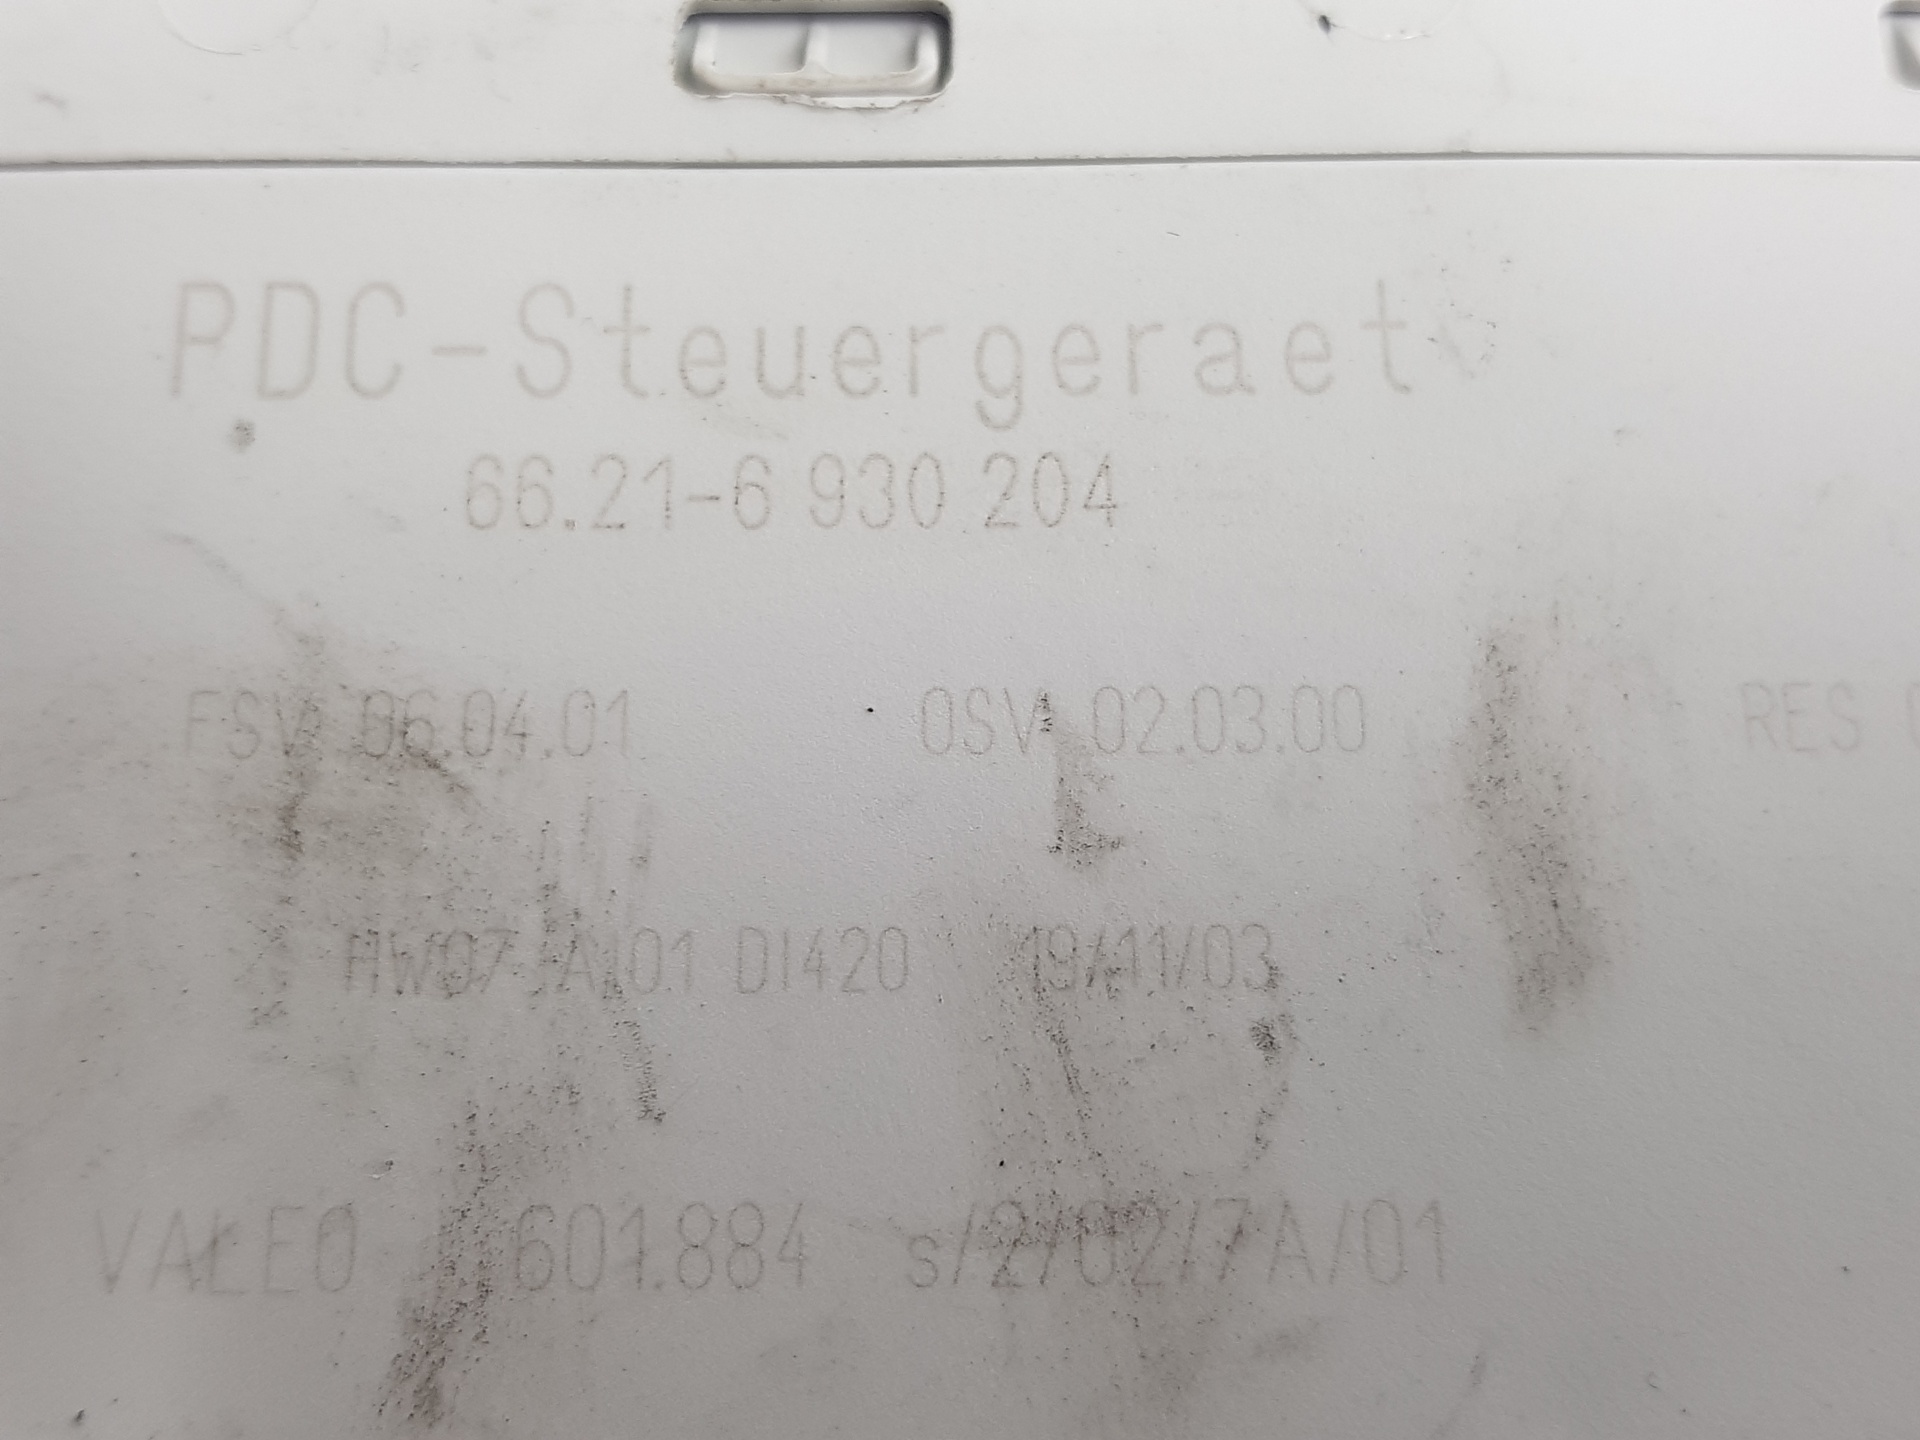 PDC-Steuergeraet
66.21-6 930 204
FSV 06.04.01 OSV 02.03.00 RES
HW07 A/01 DI420 19/11/03
VALEO 601.884 s/2/02/7A/01